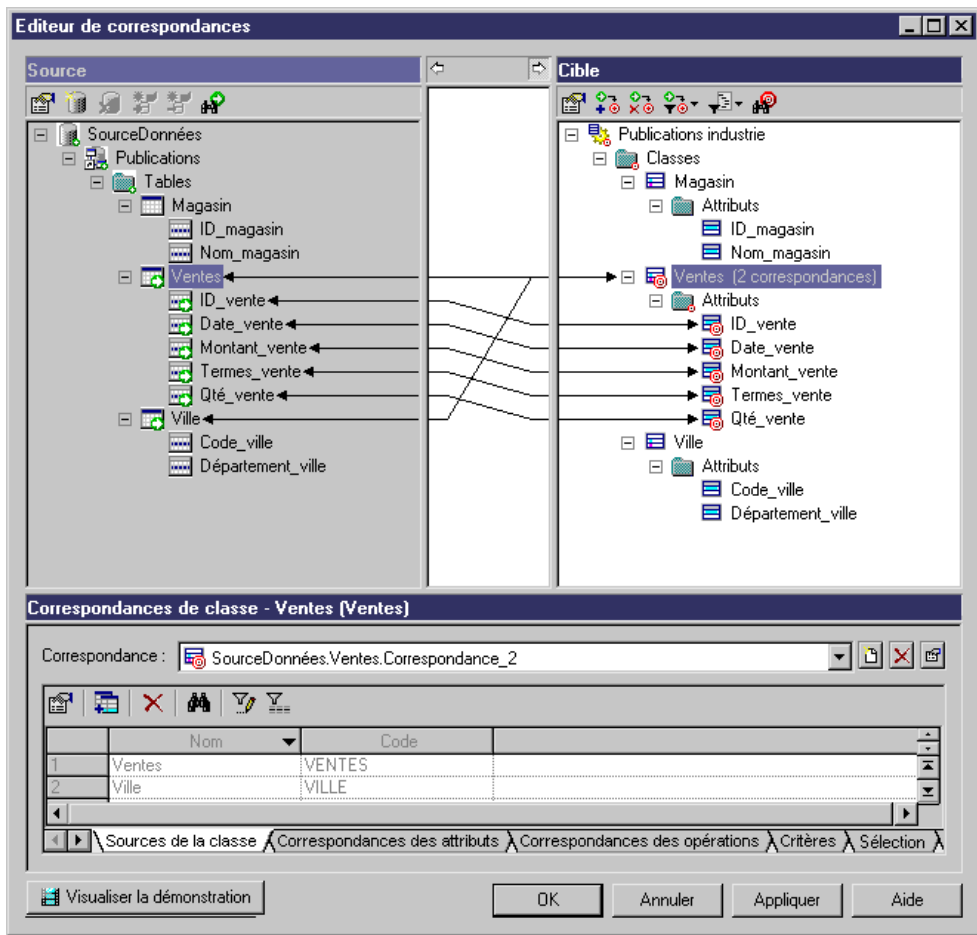 Editeur de correspondances
Source
Cible
SourceDonnées
Publications
Tables
Magasin
ID_magasin
Nom_magasin
Ventes
ID_vente
Date_vente
Montant_vente
Termes_vente
Qté_vente
Ville
Code_ville
Département_ville
Publications industrie
Classes
Magasin
Attributs
ID_magasin
Nom_magasin
Ventes (2 correspondances)
Attributs
ID_vente
Date_vente
Montant_vente
Termes_vente
Qté_vente
Ville
Attributs
Code_ville
Département_ville
Correspondances de classe - Ventes (Ventes)
Correspondance : SourceDonnées.Ventes.Correspondance_2
Nom Code
1 Ventes VENTES
2 Ville VILLE
Sources de la classe Correspondances des attributs Correspondances des opérations Critères Sélection
Visualiser la démonstration OK Annuler Appliquer Aide